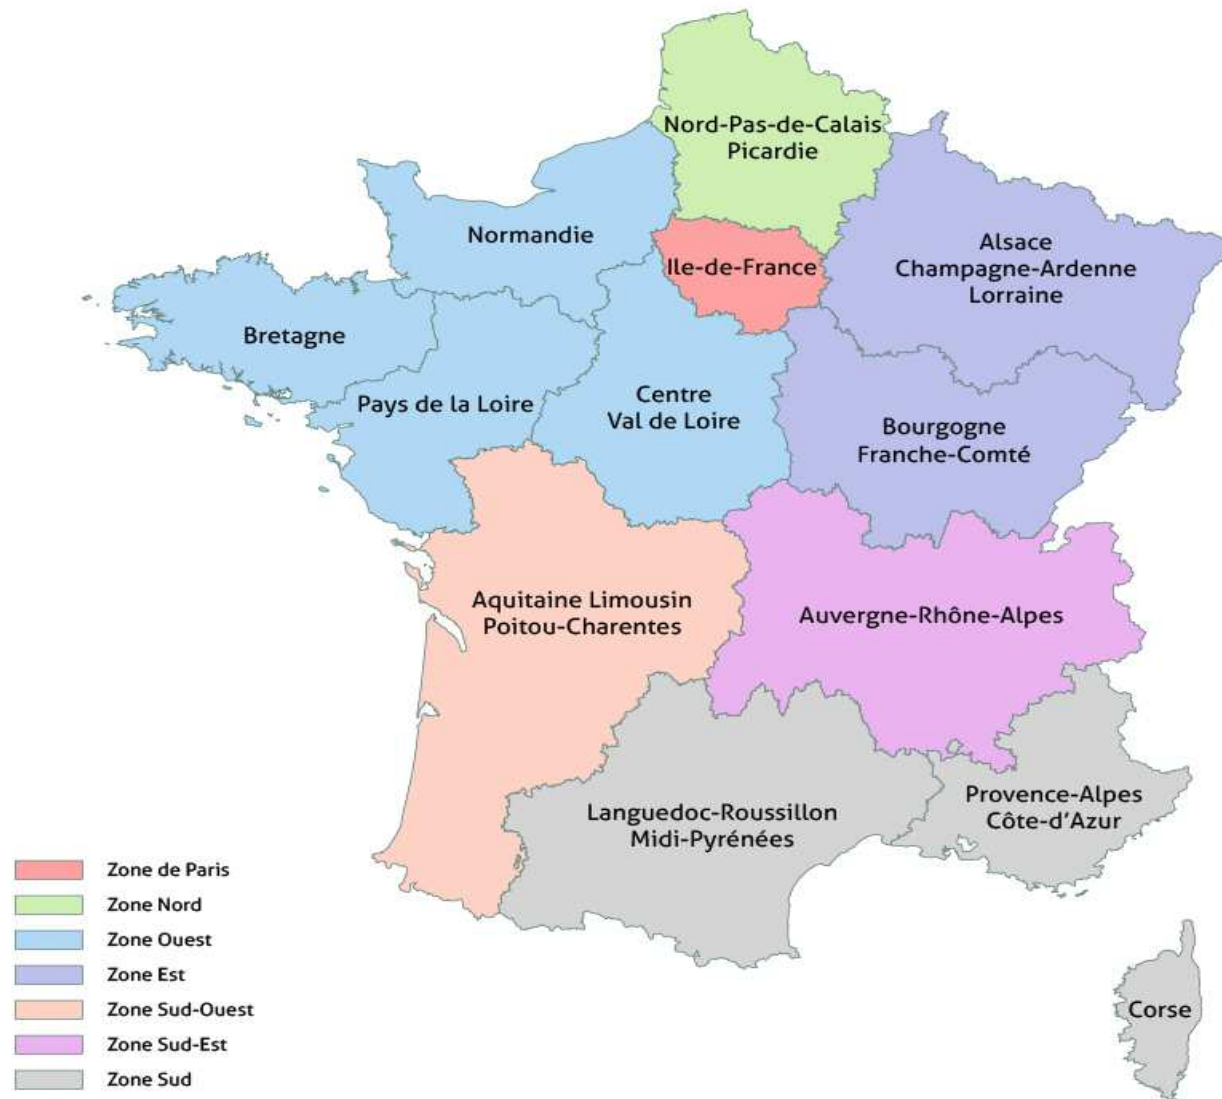 Nord-Pas-de-Calais
Picardie
Normandie
Ile-de-France
Alsace
Champagne-Ardenne
Lorraine
Bretagne
Pays de la Loire
Centre
Val de Loire
Bourgogne
Franche-Comté
Aquitaine Limousin
Poitou-Charentes
Auvergne-Rhône-Alpes
Languedoc-Roussillon
Midi-Pyrénées
Provence-Alpes
Côte-d'Azur
Corse
Zone de Paris
Zone Nord
Zone Ouest
Zone Est
Zone Sud-Ouest
Zone Sud-Est
Zone Sud